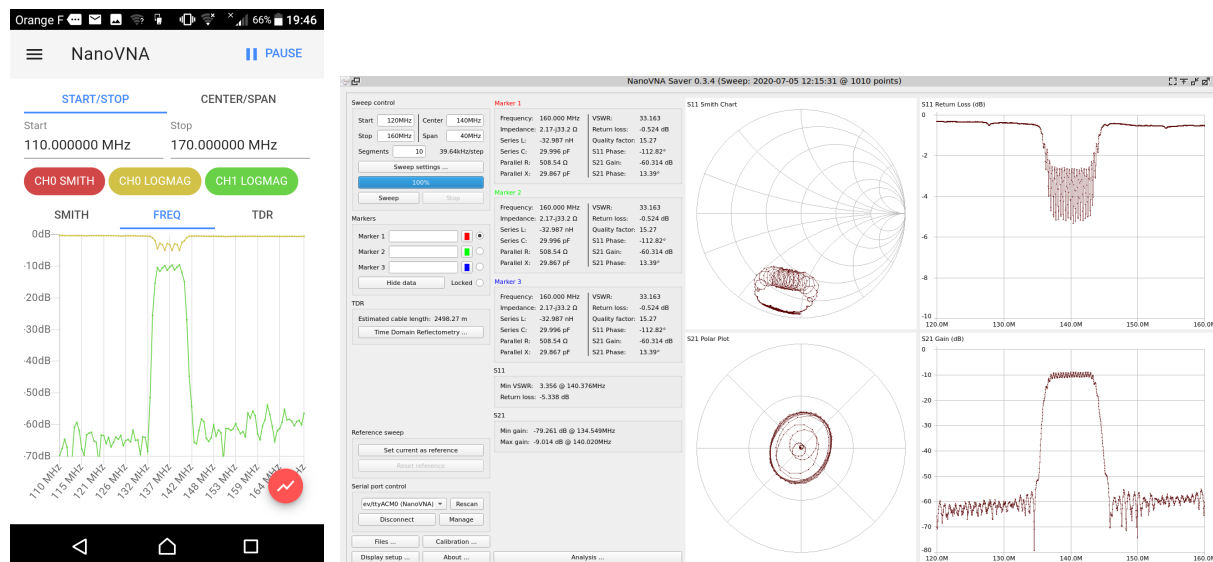 Orange F 66% 19:46
NanoVNA PAUSE
START/STOP CENTER/SPAN
Start Stop
110.000000 MHz 170.000000 MHz
CH0 SMITH CH0 LOGMAG CH1 LOGMAG
SMITH FREQ TDR
0dB
-10dB
-20dB
-30dB
-40dB
-50dB
-60dB
-70dB
110 MHz 115 MHz 121 MHz 126 MHz 132 MHz 137 MHz 142 MHz 148 MHz 153 MHz 159 MHz 164 MHz
NanoVNA Saver 0.3.4 (Sweep: 2020-07-05 12:15:31 @ 1010 points)
Sweep control
Start 120MHz Center 140MHz
Stop 160MHz Span 40MHz
Segments 10 39.64kHz/step
Sweep settings ...
100%
Sweep Stop
Markers
Marker 1
Marker 2
Marker 3
Hide data Locked
TDR
Estimated cable length: 2498.27 m
Time Domain Reflectometry ...
Reference sweep
Set current as reference
Reset reference
Serial port control
ev/ttyACM0 (NanoVNA) Rescan
Disconnect Manage
Files ... Calibration ...
Display setup ... About ...
Marker 1
Frequency: 160.000 MHz VSWR: 33.163
Impedance: 2.17-j33.2 Ω Return loss: -0.524 dB
Series L: -32.987 nH Quality factor: 15.27
Series C: 29.996 pF S11 Phase: -112.82°
Parallel R: 508.54 Ω S21 Gain: -60.314 dB
Parallel X: 29.867 pF S21 Phase: 13.39°
Marker 2
Frequency: 160.000 MHz VSWR: 33.163
Impedance: 2.17-j33.2 Ω Return loss: -0.524 dB
Series L: -32.987 nH Quality factor: 15.27
Series C: 29.996 pF S11 Phase: -112.82°
Parallel R: 508.54 Ω S21 Gain: -60.314 dB
Parallel X: 29.867 pF S21 Phase: 13.39°
Marker 3
Frequency: 160.000 MHz VSWR: 33.163
Impedance: 2.17-j33.2 Ω Return loss: -0.524 dB
Series L: -32.987 nH Quality factor: 15.27
Series C: 29.996 pF S11 Phase: -112.82°
Parallel R: 508.54 Ω S21 Gain: -60.314 dB
Parallel X: 29.867 pF S21 Phase: 13.39°
S11
Min VSWR: 3.356 @ 140.376MHz
Return loss: -5.338 dB
S21
Min gain: -79.261 dB @ 134.549MHz
Max gain: -9.014 dB @ 140.020MHz
Analysis ...
S11 Smith Chart
S11 Return Loss (dB)
0
-2
-4
-6
-8
-10
120.0M 130.0M 140.0M 150.0M 160.0M
S21 Polar Plot
S21 Gain (dB)
0
-10
-20
-30
-40
-50
-60
-70
-80
120.0M 130.0M 140.0M 150.0M 160.0